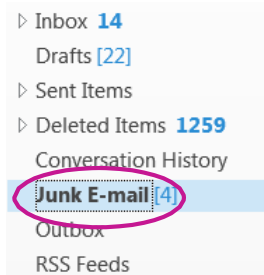 Inbox 14
Drafts [22]
Sent Items
Deleted Items 1259
Conversation History
Junk E-mail [4]
Outbox
RSS Feeds